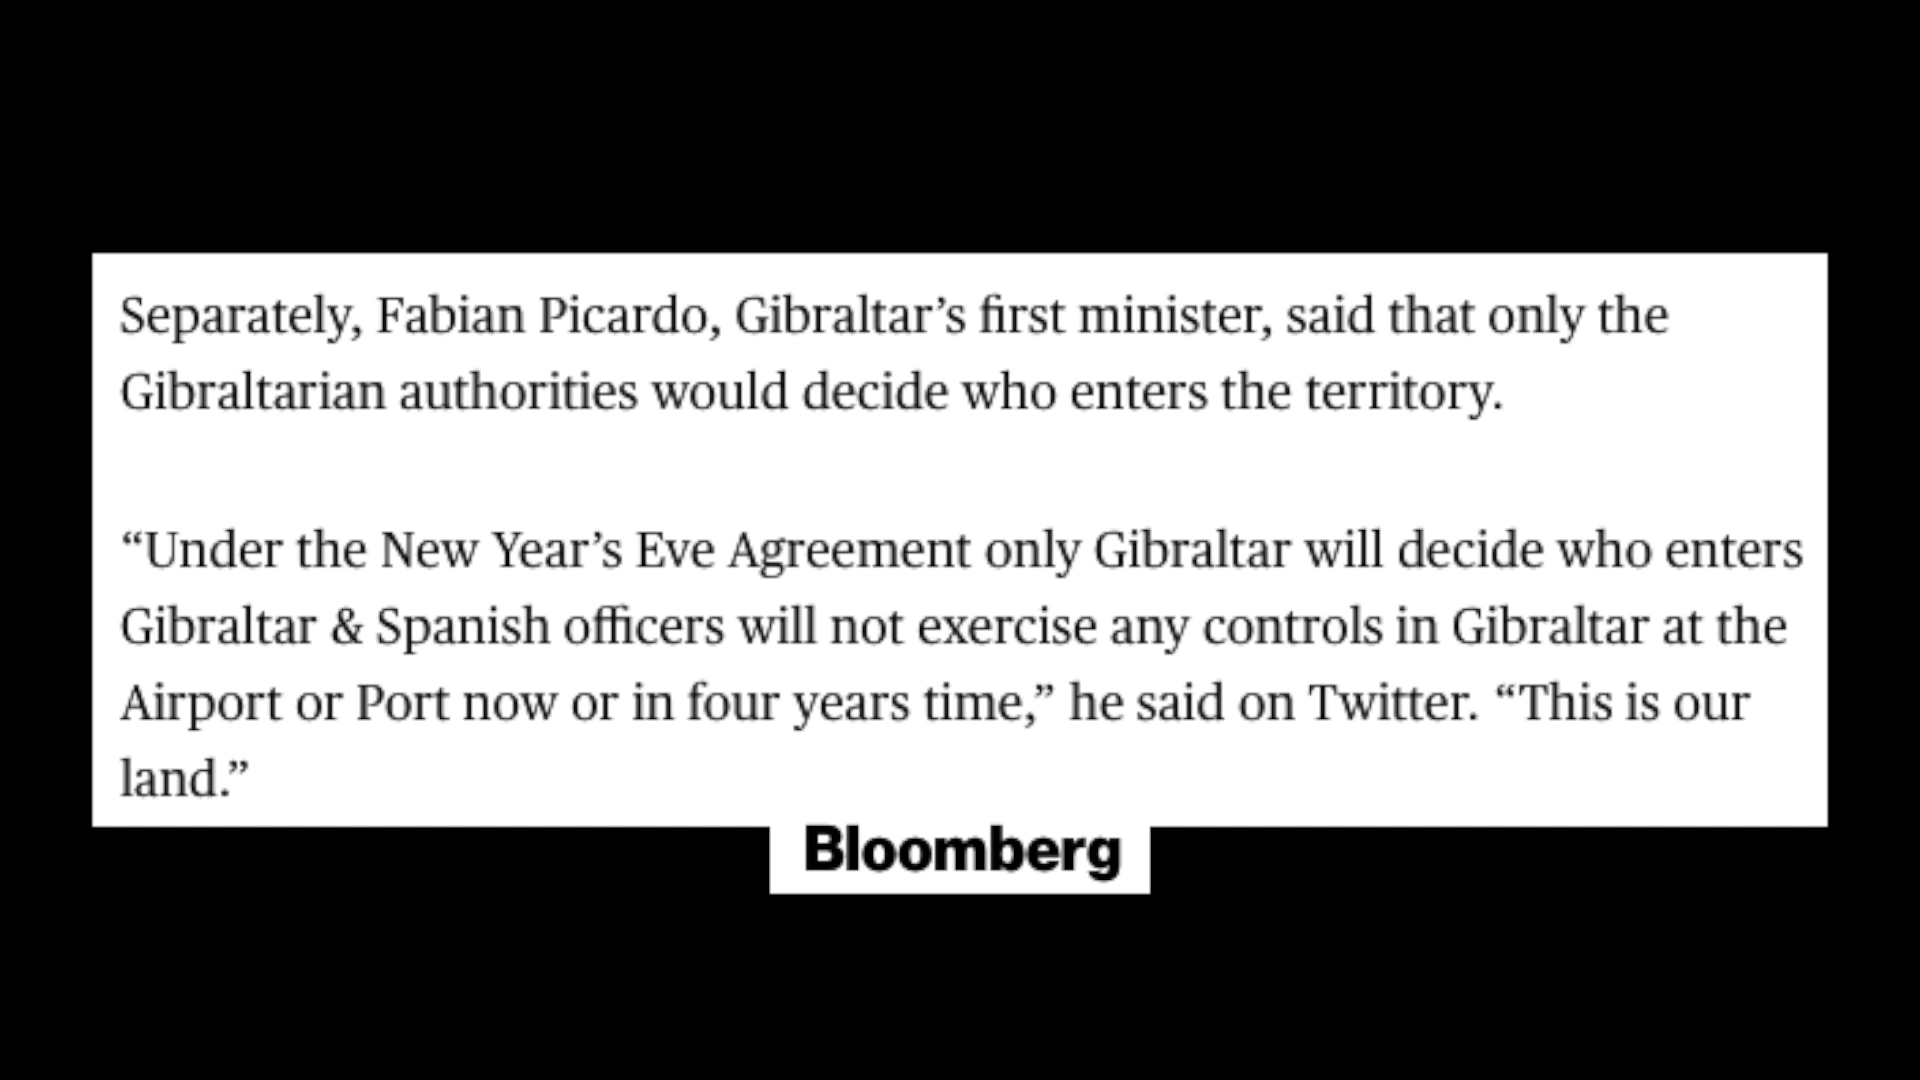 Separately, Fabian Picardo, Gibraltar’s first minister, said that only the
Gibraltarian authorities would decide who enters the territory.
“Under the New Year’s Eve Agreement only Gibraltar will decide who enters
Gibraltar & Spanish officers will not exercise any controls in Gibraltar at the
Airport or Port now or in four years time,” he said on Twitter. “This is our
land.”
Bloomberg